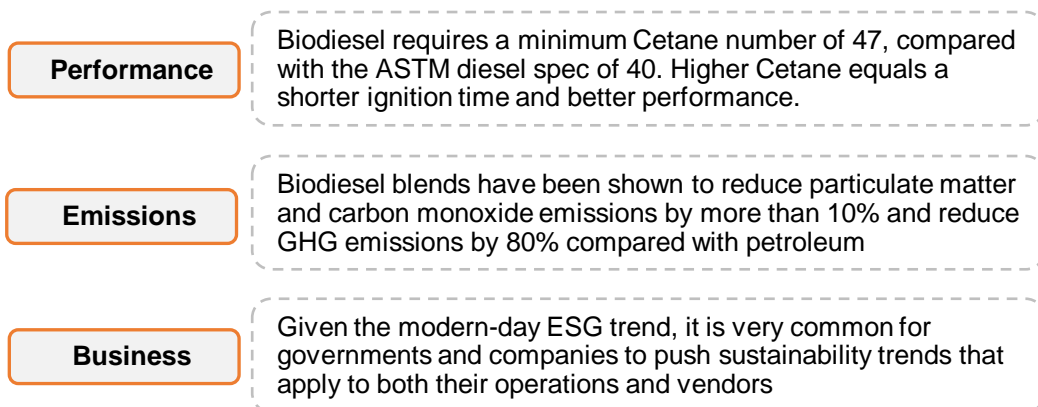 Performance
Biodiesel requires a minimum Cetane number of 47, compared
with the ASTM diesel spec of 40. Higher Cetane equals a
shorter ignition time and better performance.
Emissions
Biodiesel blends have been shown to reduce particulate matter
and carbon monoxide emissions by more than 10% and reduce
GHG emissions by 80% compared with petroleum
Business
Given the modern-day ESG trend, it is very common for
governments and companies to push sustainability trends that
apply to both their operations and vendors